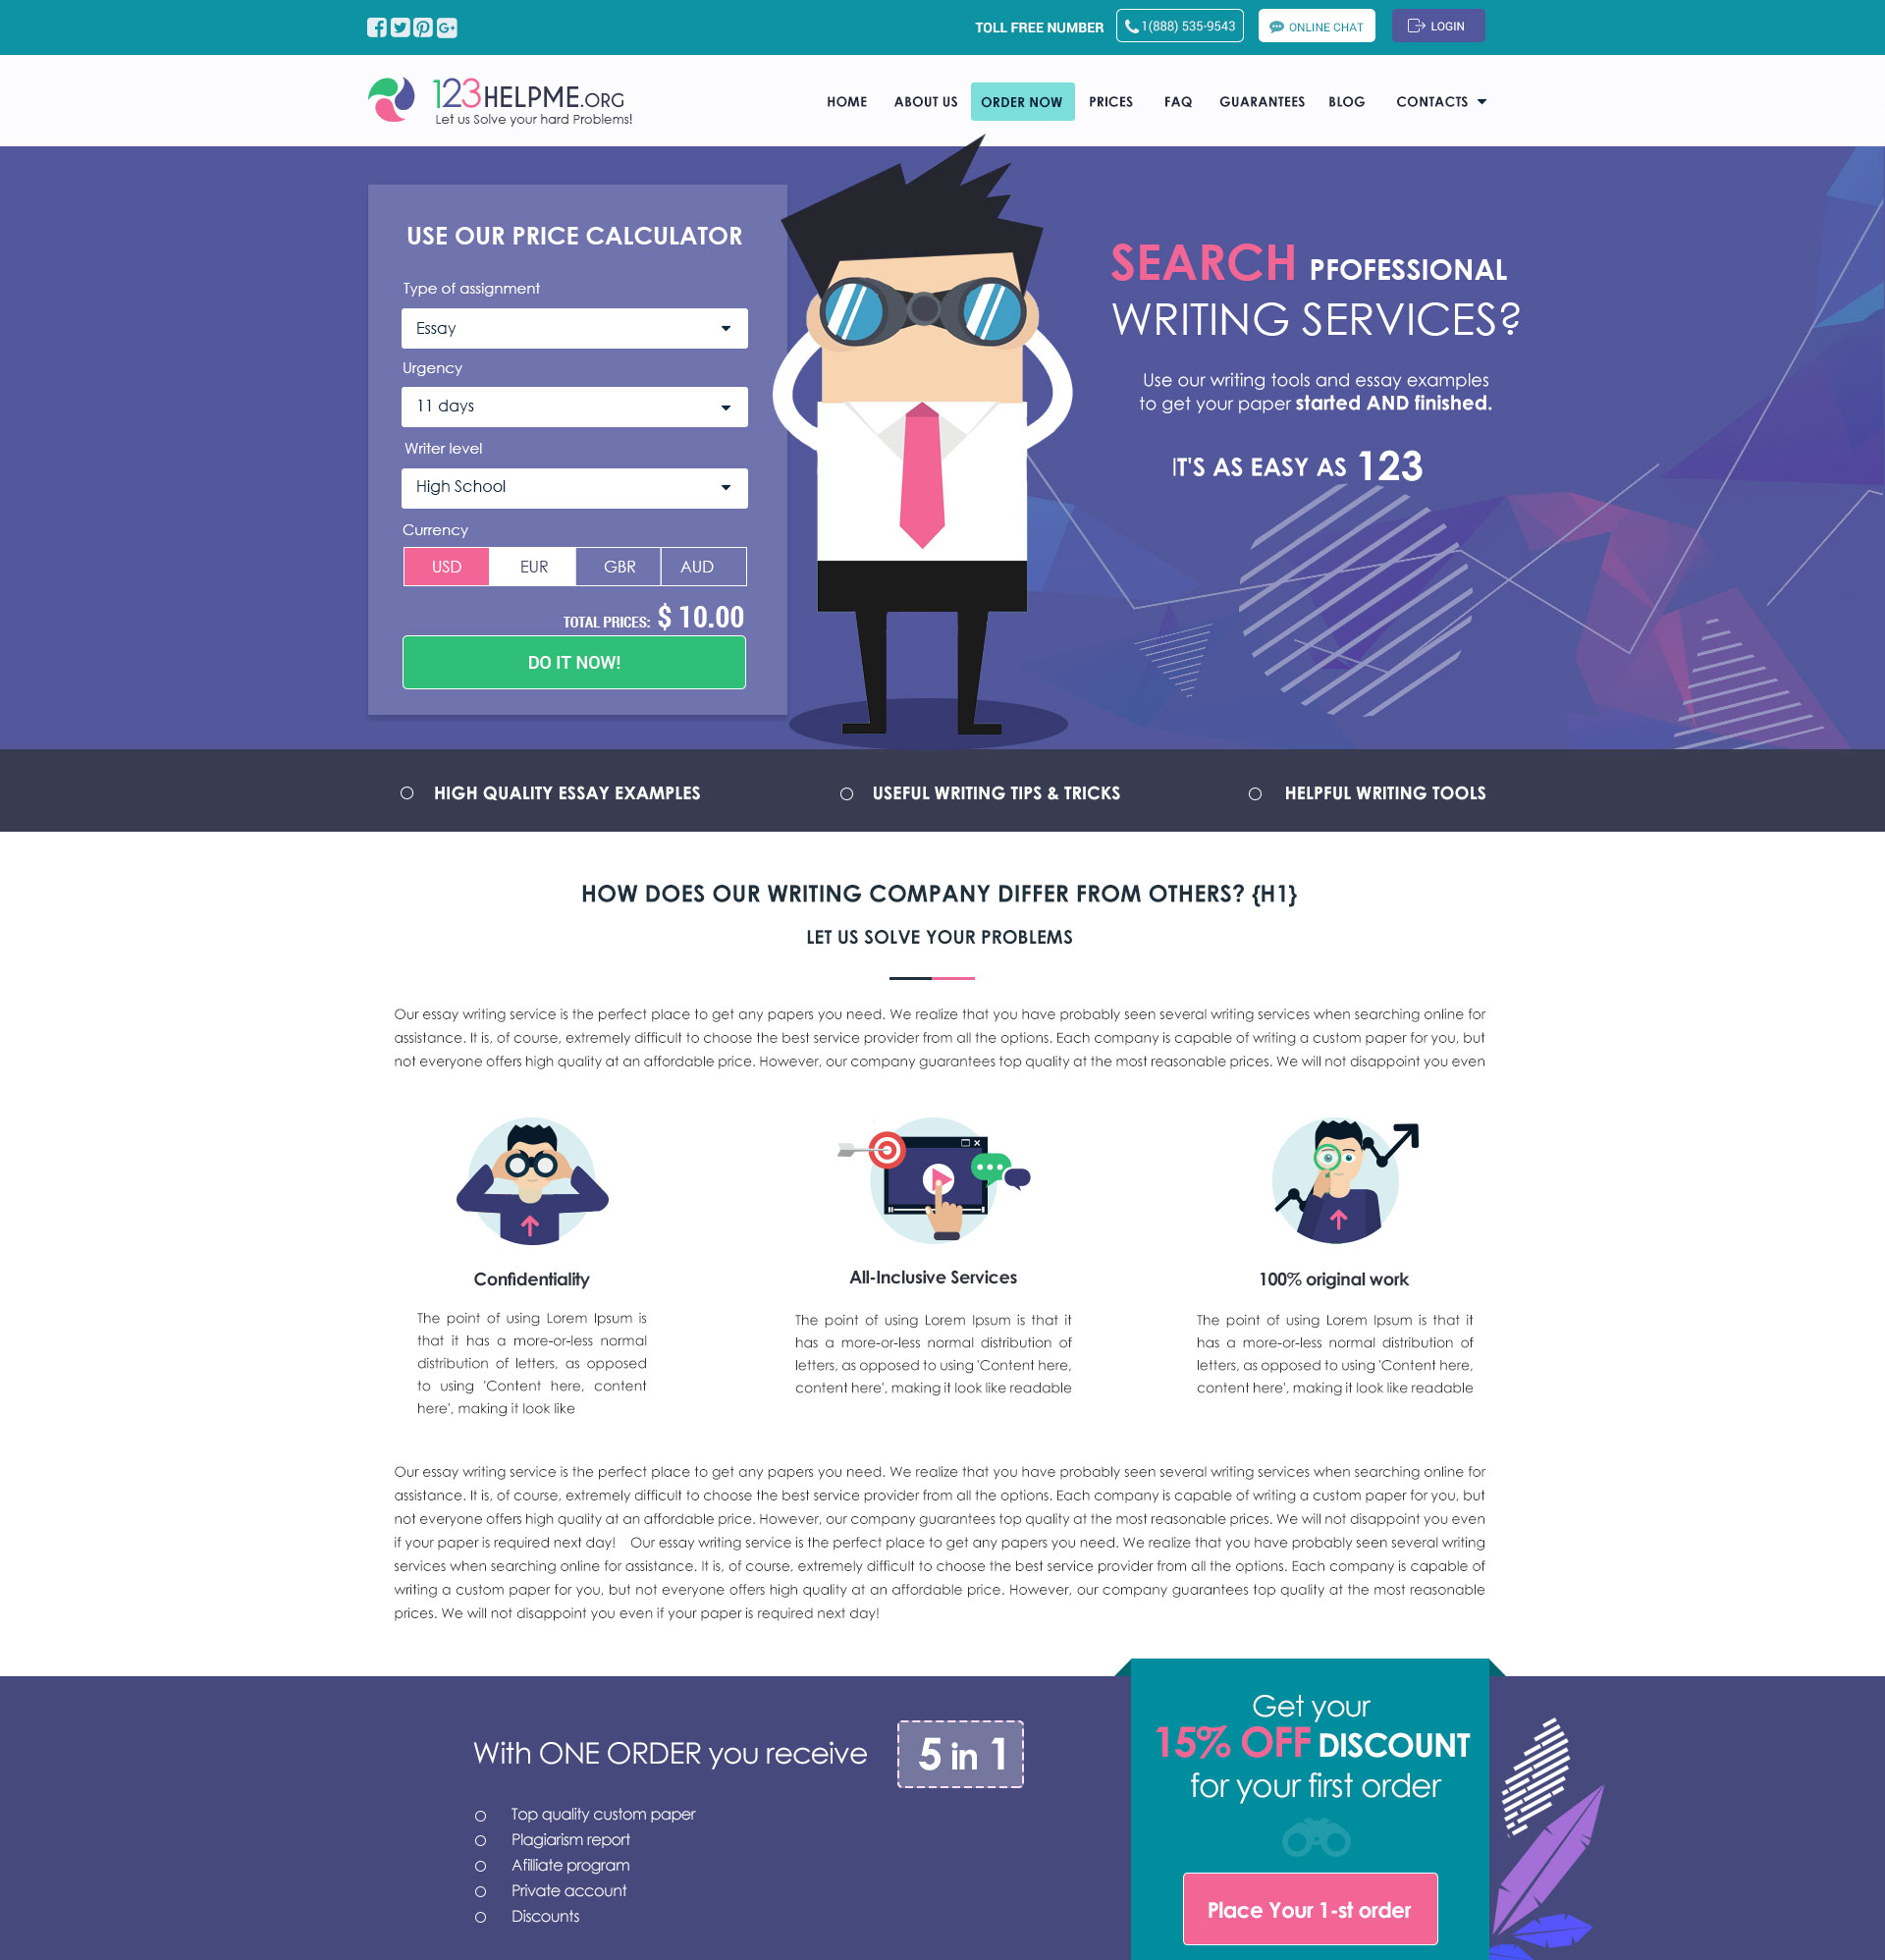 TOLL FREE NUMBER 1(888) 535-9543 ONLINE CHAT LOGIN
123HELPME.ORG
Let us Solve your hard Problems!
HOME ABOUT US ORDER NOW PRICES FAQ GUARANTEES BLOG CONTACTS
USE OUR PRICE CALCULATOR
Type of assignment
Essay
Urgency
11 days
Writer level
High School
Currency
USD EUR GBR AUD
TOTAL PRICES: $ 10.00
DO IT NOW!
SEARCH PFOFESSIONAL
WRITING SERVICES?
Use our writing tools and essay examples
to get your paper started AND finished.
IT'S AS EASY AS 123
HIGH QUALITY ESSAY EXAMPLES
USEFUL WRITING TIPS & TRICKS
HELPFUL WRITING TOOLS
HOW DOES OUR WRITING COMPANY DIFFER FROM OTHERS? {H1}
LET US SOLVE YOUR PROBLEMS
Our essay writing service is the perfect place to get any papers you need. We realize that you have probably seen several writing services when searching online for
assistance. It is, of course, extremely difficult to choose the best service provider from all the options. Each company is capable of writing a custom paper for you, but
not everyone offers high quality at an affordable price. However, our company guarantees top quality at the most reasonable prices. We will not disappoint you even
Confidentiality
The point of using Lorem Ipsum is
that it has a more-or-less normal
distribution of letters, as opposed
to using 'Content here, content
here', making it look like
All-Inclusive Services
The point of using Lorem Ipsum is that it
has a more-or-less normal distribution of
letters, as opposed to using 'Content here,
content here', making it look like readable
100% original work
The point of using Lorem Ipsum is that it
has a more-or-less normal distribution of
letters, as opposed to using 'Content here,
content here', making it look like readable
Our essay writing service is the perfect place to get any papers you need. We realize that you have probably seen several writing services when searching online for
assistance. It is, of course, extremely difficult to choose the best service provider from all the options. Each company is capable of writing a custom paper for you, but
not everyone offers high quality at an affordable price. However, our company guarantees top quality at the most reasonable prices. We will not disappoint you even
if your paper is required next day! Our essay writing service is the perfect place to get any papers you need. We realize that you have probably seen several writing
services when searching online for assistance. It is, of course, extremely difficult to choose the best service provider from all the options. Each company is capable of
writing a custom paper for you, but not everyone offers high quality at an affordable price. However, our company guarantees top quality at the most reasonable
prices. We will not disappoint you even if your paper is required next day!
With ONE ORDER you receive 5 in 1
Top quality custom paper
Plagiarism report
Afilliate program
Private account
Discounts
Get your
15% OFF DISCOUNT
for your first order
Place Your 1-st order